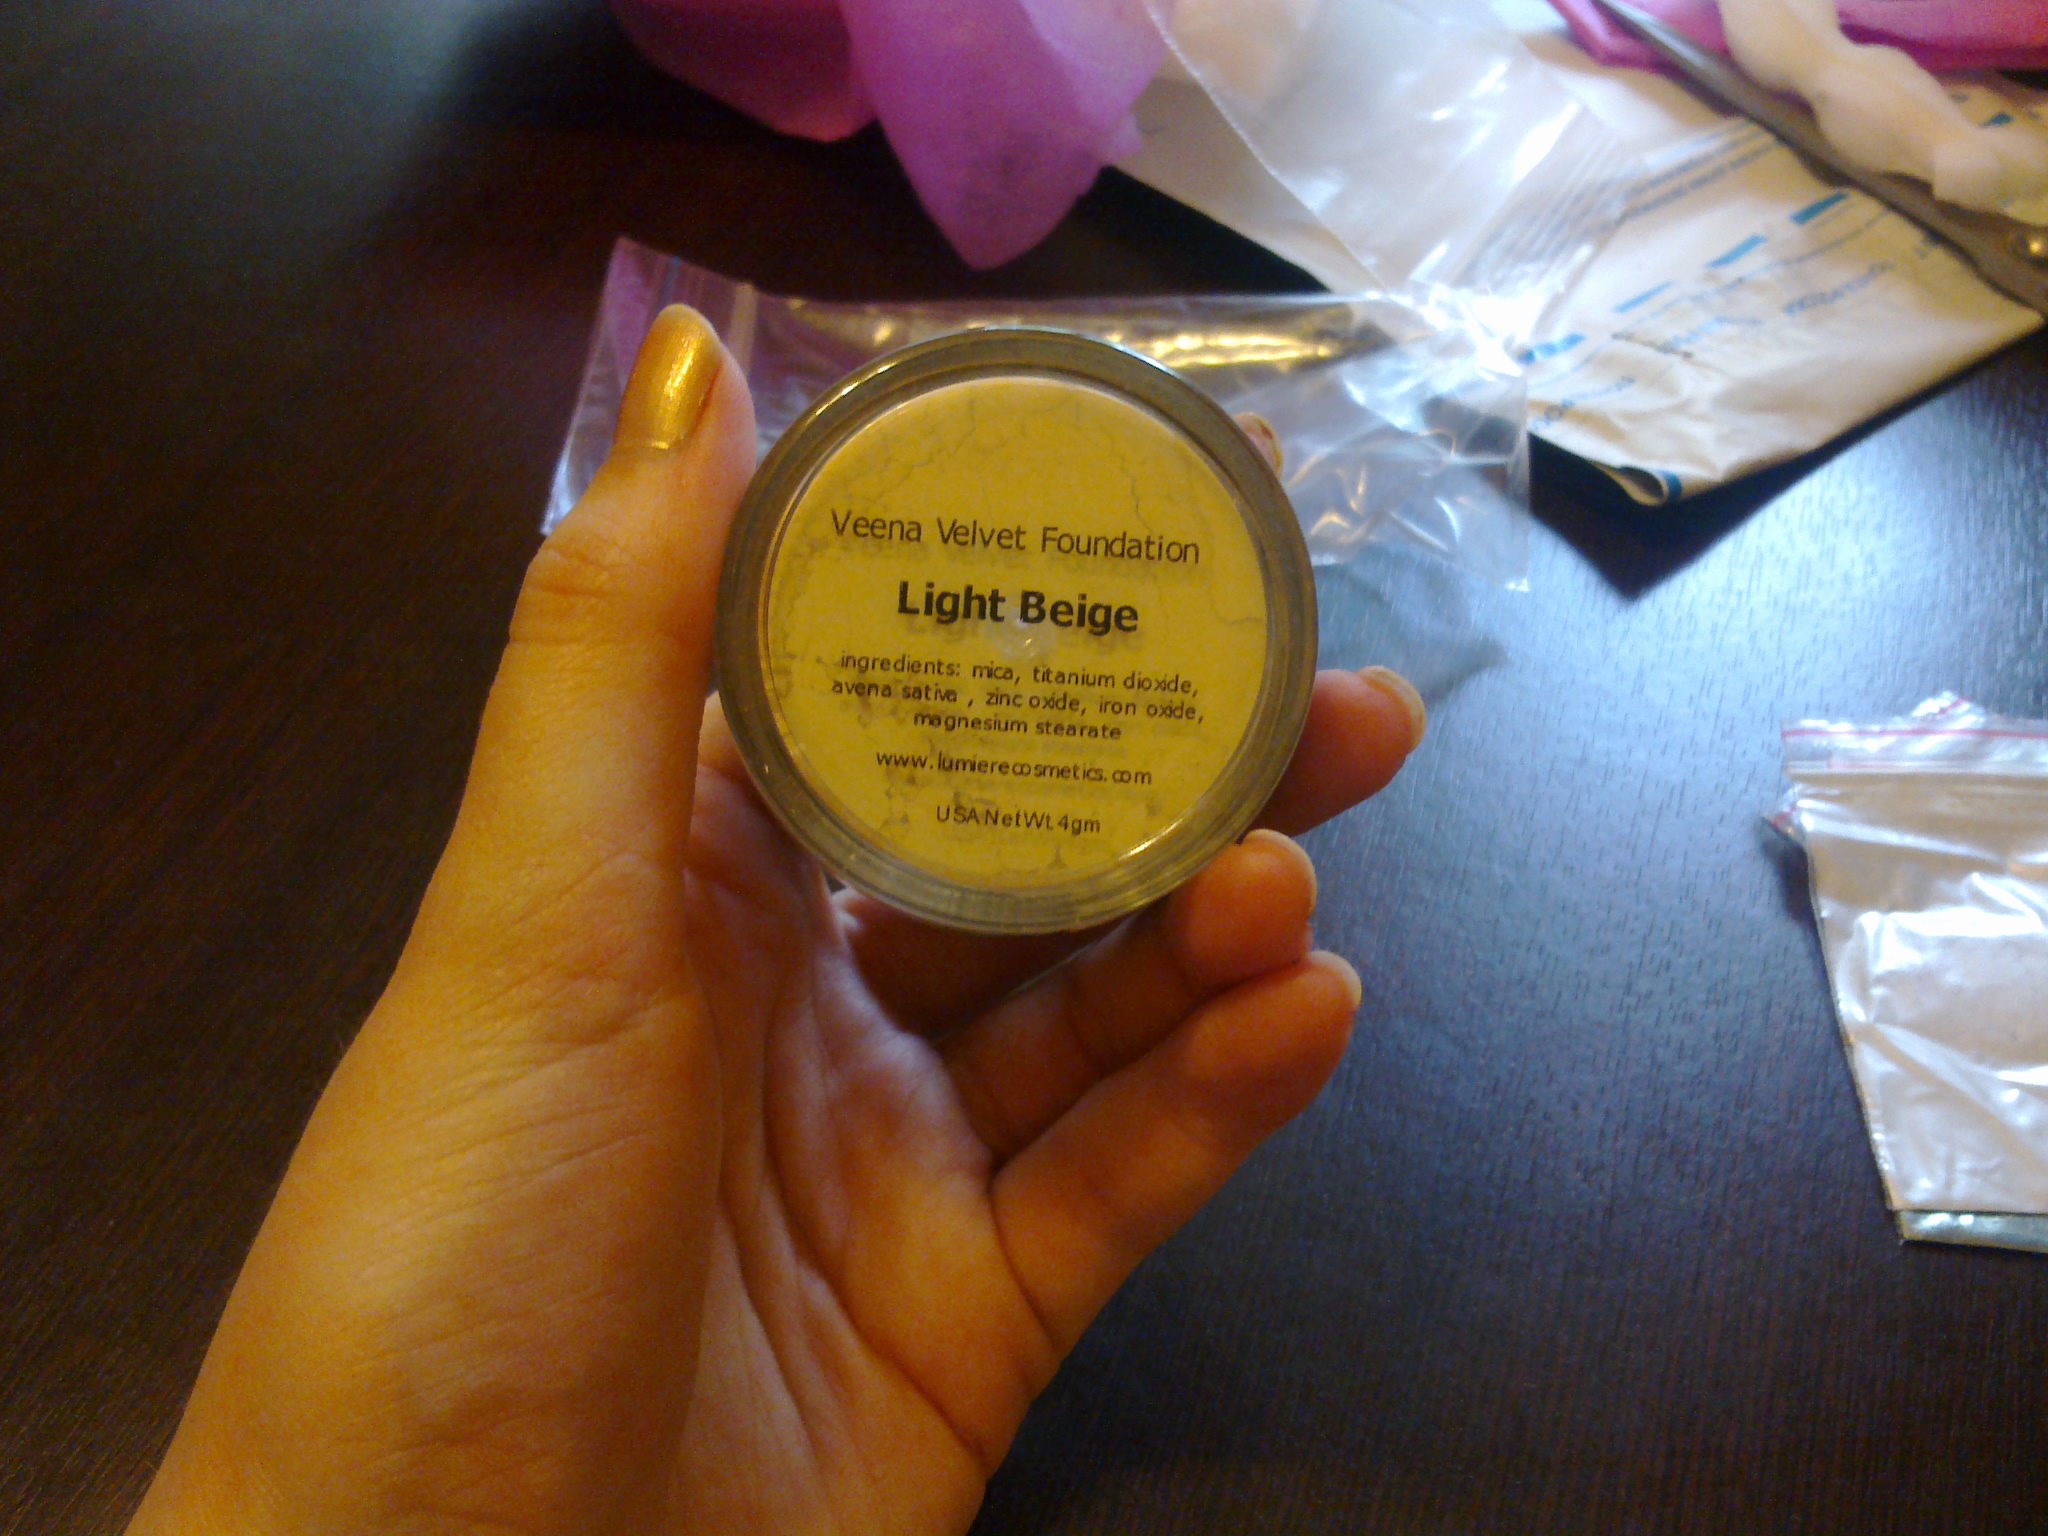 Veena Velvet Foundation
Light Beige
ingredients: mica, titanium dioxide,
avena sativa , zinc oxide, iron oxide,
magnesium stearate
www.lumierecosmetics.com
USA Net Wt. 4gm